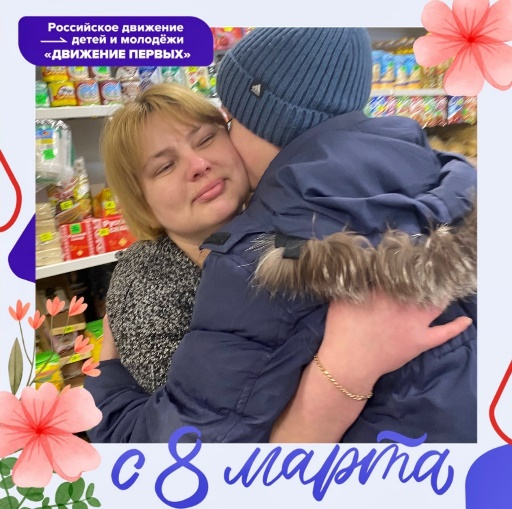 Российское движение
детей и молодёжи
«ДВИЖЕНИЕ ПЕРВЫХ»
с 8 марта